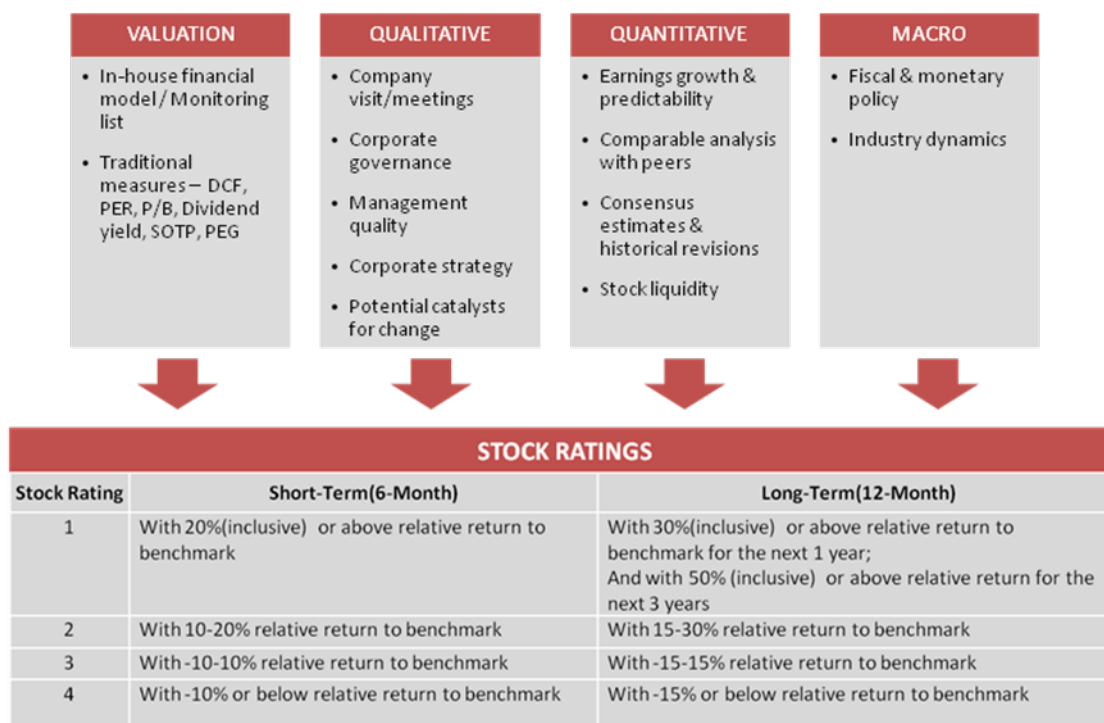 VALUATION
• In-house financial
model / Monitoring
list
• Traditional
measures – DCF,
PER, P/B, Dividend
yield, SOTP, PEG
QUALITATIVE
• Company
visit/meetings
• Corporate
governance
• Management
quality
• Corporate strategy
• Potential catalysts
for change
QUANTITATIVE
• Earnings growth &
predictability
• Comparable analysis
with peers
• Consensus
estimates &
historical revisions
• Stock liquidity
MACRO
• Fiscal & monetary
policy
• Industry dynamics
STOCK RATINGS
Stock Rating Short-Term(6-Month) Long-Term(12-Month)
1
With 20%(inclusive) or above relative return to
benchmark
With 30%(inclusive) or above relative return to
benchmark for the next 1 year;
And with 50% (inclusive) or above relative return for the
next 3 years
2 With 10-20% relative return to benchmark With 15-30% relative return to benchmark
3 With -10-10% relative return to benchmark With -15-15% relative return to benchmark
4 With -10% or below relative return to benchmark With -15% or below relative return to benchmark